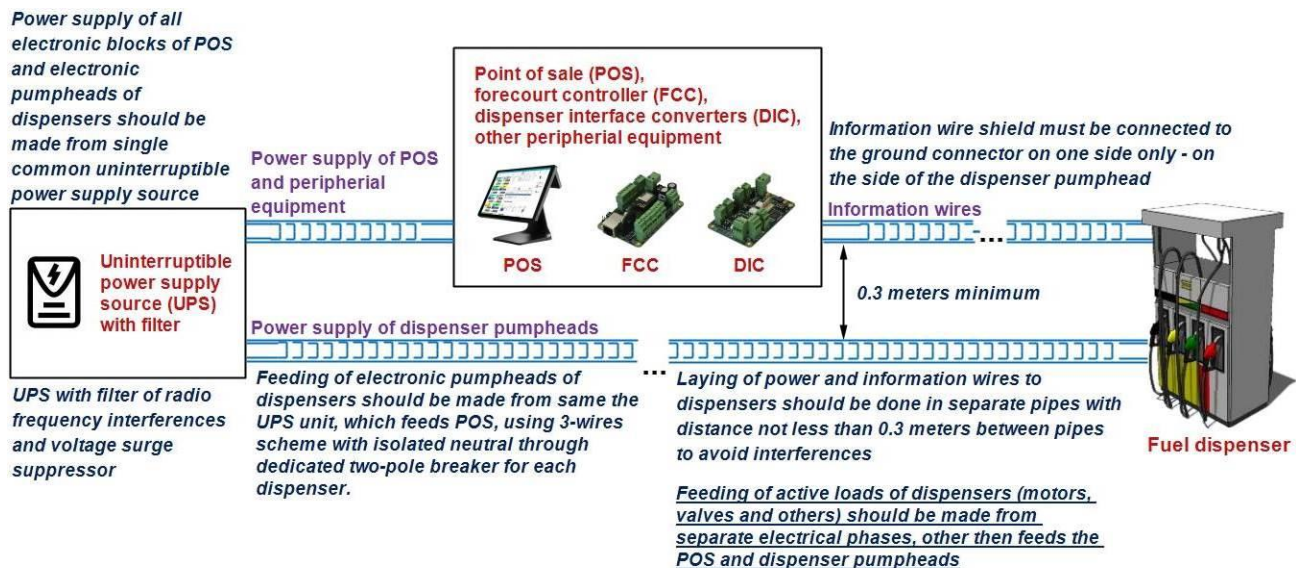 Power supply of all
electronic blocks of POS
and electronic
pumpheads of
dispensers should be
made from single
common uninterruptible
power supply source
Uninterruptible
power supply
source (UPS)
with filter
UPS with filter of radio
frequency interferences
and voltage surge
suppressor
Power supply of POS
and peripherial
equipment
Point of sale (POS),
forecourt controller (FCC),
dispenser interface converters (DIC),
other peripherial equipment
POS
FCC
DIC
Information wire shield must be connected to
the ground connector on one side only - on
the side of the dispenser pumphead
Information wires
...
0.3 meters minimum
Power supply of dispenser pumpheads
...
Feeding of electronic pumpheads of
dispensers should be made from same the
UPS unit, which feeds POS, using 3-wires
scheme with isolated neutral through
dedicated two-pole breaker for each
dispenser.
Laying of power and information wires to
dispensers should be done in separate pipes with
distance not less than 0.3 meters between pipes
to avoid interferences
Feeding of active loads of dispensers (motors,
valves and others) should be made from
separate electrical phases, other then feeds the
POS and dispenser pumpheads
Fuel dispenser